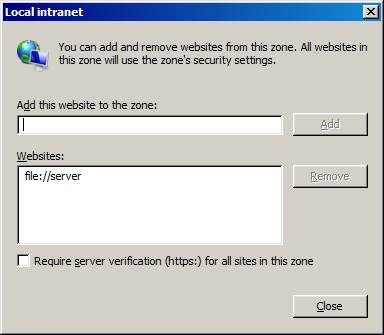 Local intranet
You can add and remove websites from this zone. All websites in
this zone will use the zone's security settings.
Add this website to the zone:
Add
Websites:
file://server
Remove
Require server verification (https:) for all sites in this zone
Close